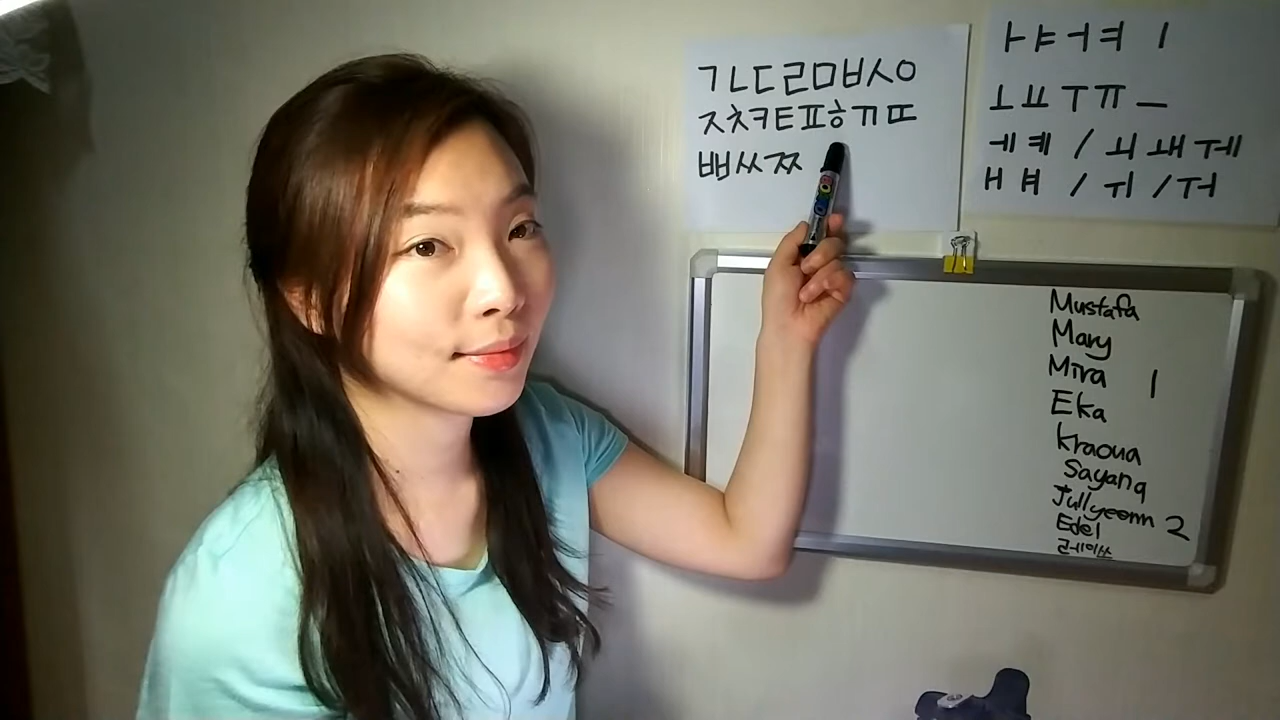 ㄱㄴㄷㄹㅁㅂㅅㅇ
ㅈㅊㅋㅌㅍㅎㄲㄸ
ㅃㅆㅉ
ㅏㅑㅓㅕㅣ
ㅗㅛㅜㅠㅡ
ㅔㅖ/ㅚㅙㅞ
ㅐㅒ/ㅟ/ㅝ
Mustafa
Mary
Mira 1
Eka
kraoua
Sayang
Jullyeonn 2
Edel